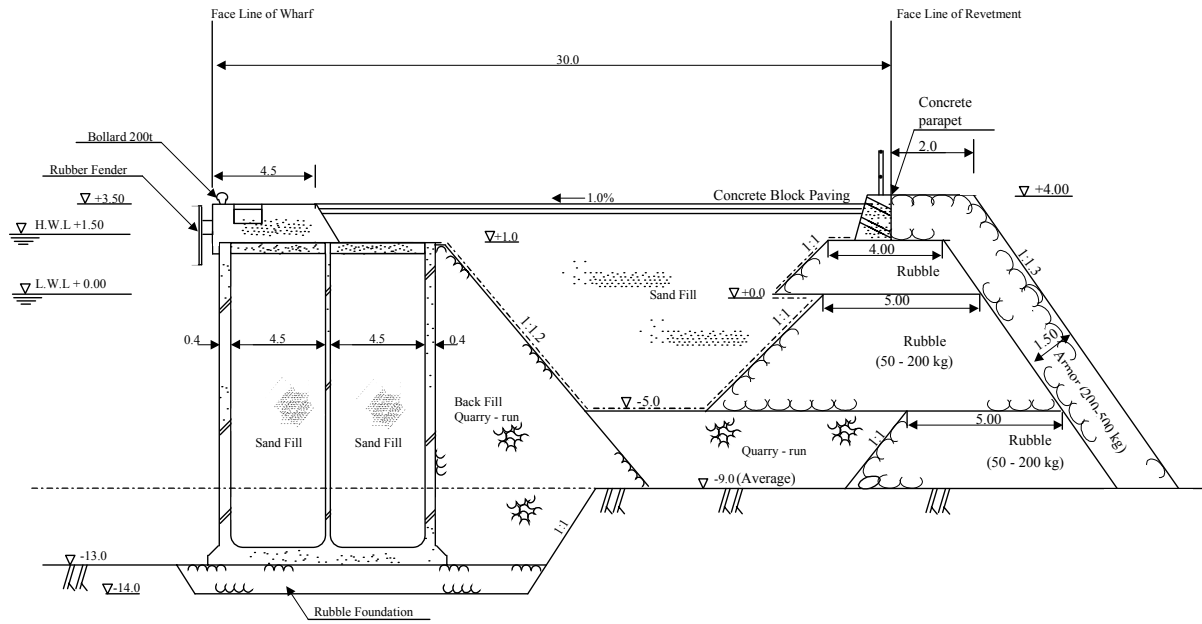 Face Line of Wharf
Face Line of Revetment
30.0
Concrete
parapet
Bollard 200t
2.0
Rubber Fender
4.5
+3.50
1.0%
Concrete Block Paving
+4.00
H.W.L +1.50
+1.0
1:1
4.00
Rubble
1:1.3
L.W.L + 0.00
Sand Fill
+0.0
5.00
1:1
1:1.2
0.4
4.5
4.5
0.4
Rubble
(50 - 200 kg)
1.50
Armor (200-500 kg)
Back Fill
Quarry - run
-5.0
Sand Fill
Sand Fill
5.00
Rubble
(50 - 200 kg)
1:1
Quarry - run
-9.0 (Average)
1:1
-13.0
-14.0
Rubble Foundation